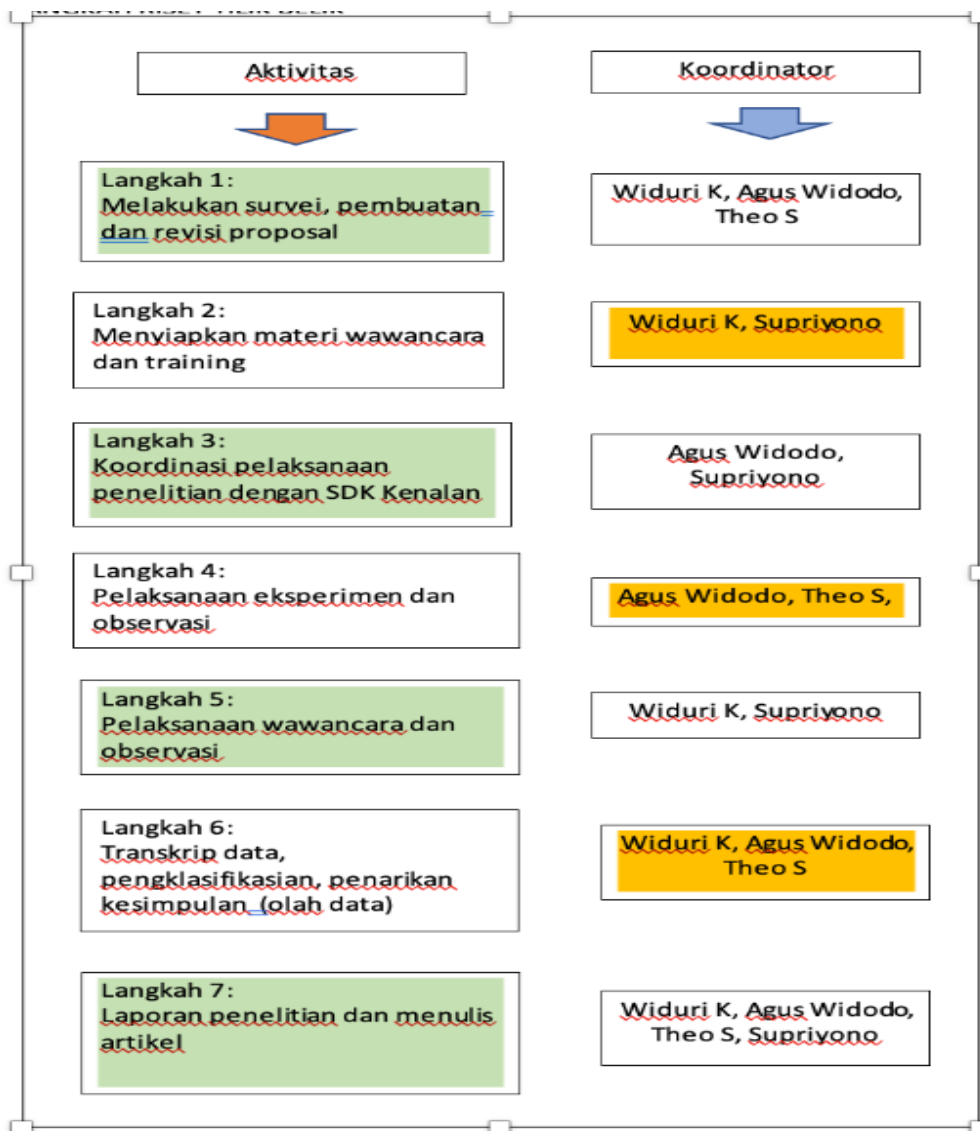 Aktivitas
Koordinator
Langkah 1:
Melakukan survei, pembuatan
dan revisi proposal
Widuri K, Agus Widodo,
Theo S
Langkah 2:
Menyiapkan materi wawancara
dan training
Widuri K, Supriyono
Langkah 3:
Koordinasi pelaksanaan
penelitian dengan SDK Kenalan
Agus Widodo,
Supriyono
Langkah 4:
Pelaksanaan eksperimen dan
observasi
Agus Widodo, Theo S,
Langkah 5:
Pelaksanaan wawancara dan
observasi
Widuri K, Supriyono
Langkah 6:
Transkrip data,
pengklasifikasian, penarikan
kesimpulan (olah data)
Widuri K, Agus Widodo,
Theo S
Langkah 7:
Laporan penelitian dan menulis
artikel
Widuri K, Agus Widodo,
Theo S, Supriyono